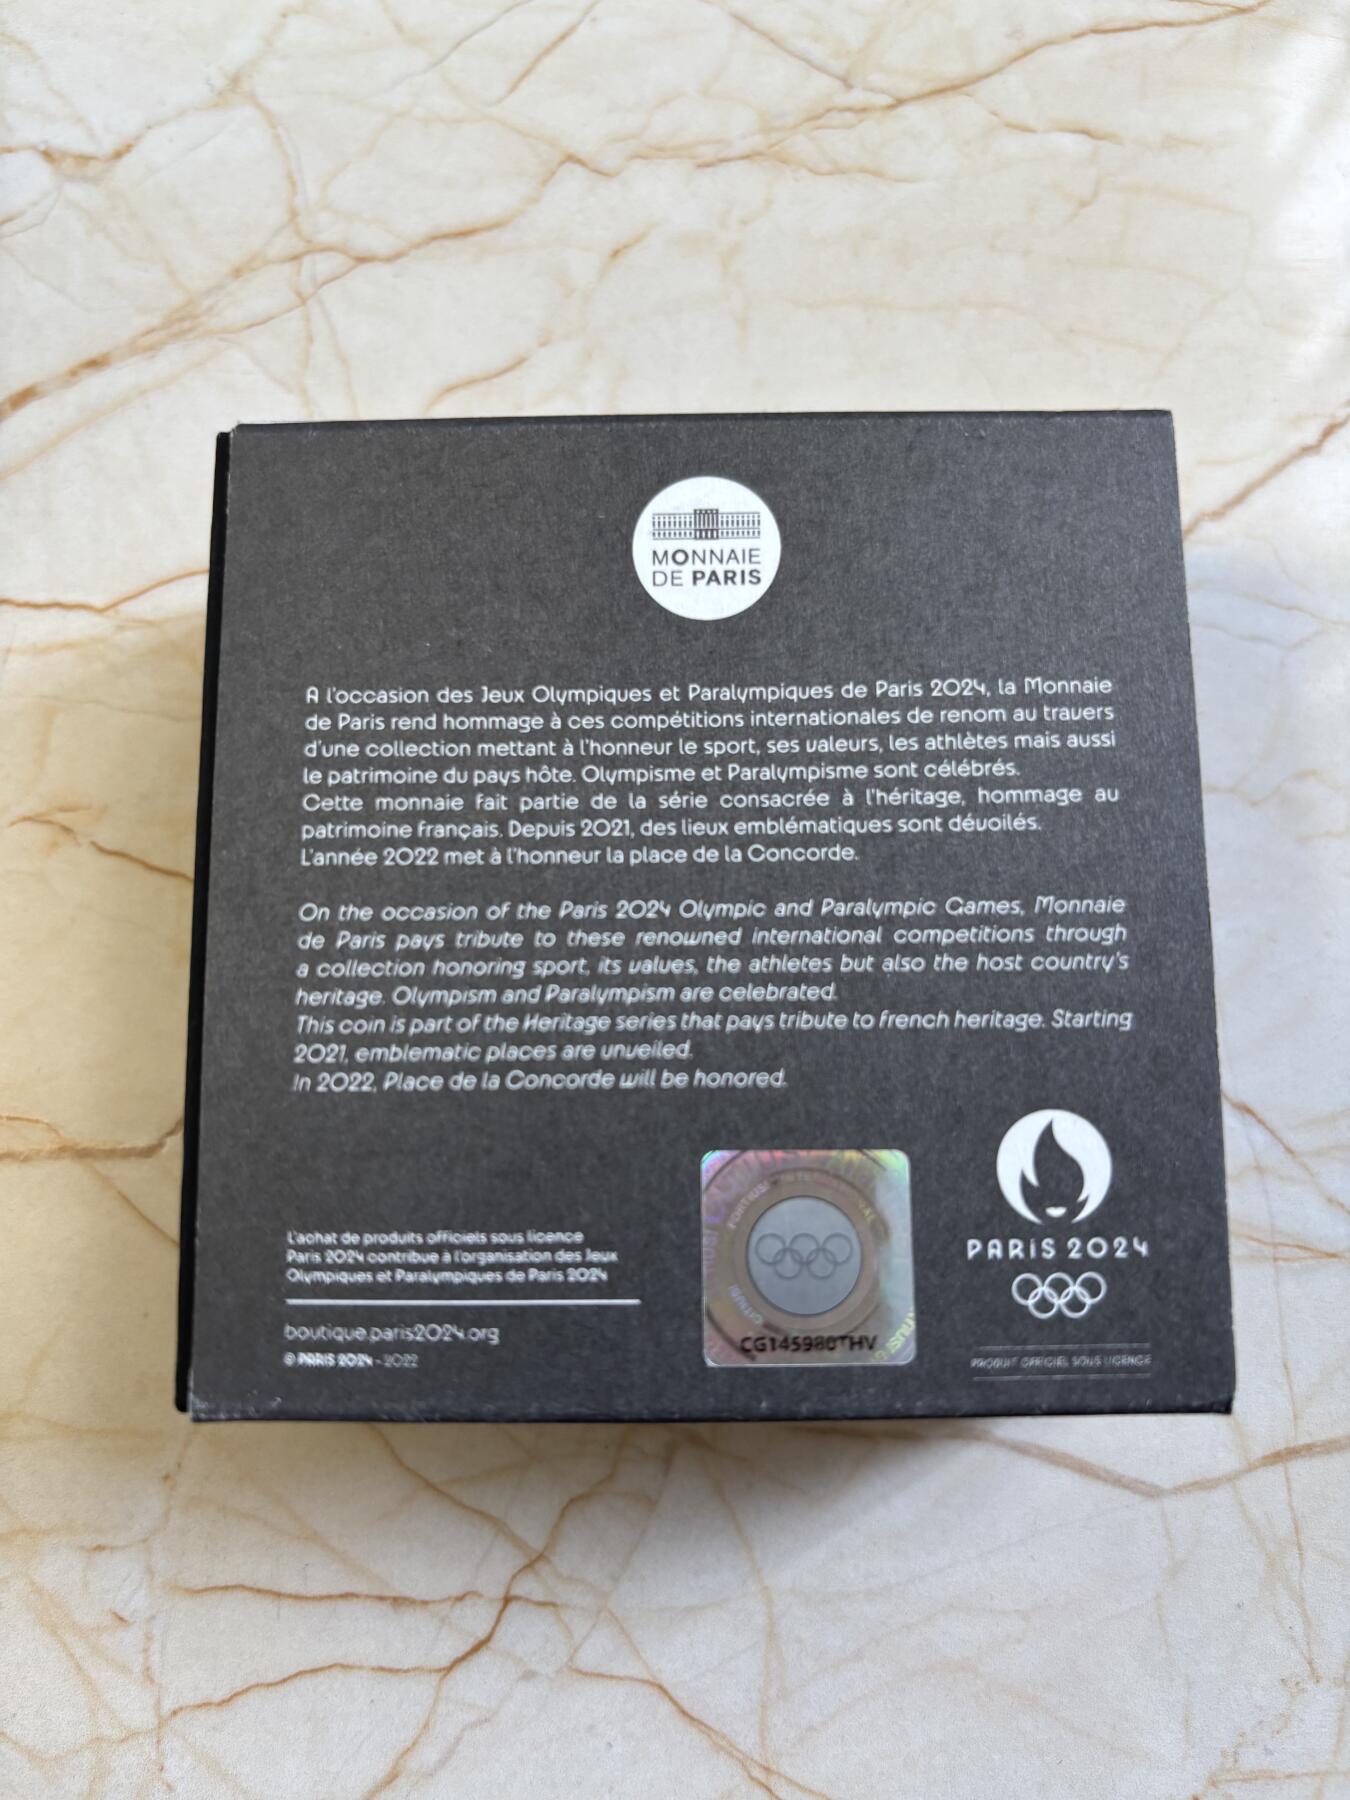 MONNAIE
DE PARIS
A l'occasion des Jeux Olympiques et Paralympiques de Paris 2024, la Monnaie
de Paris rend hommage à ces compétitions internationales de renom au travers
d'une collection mettant à l'honneur le sport, ses valeurs, les athlètes mais aussi
le patrimoine du pays hôte. Olympisme et Paralympisme sont célébrés.
Cette monnaie fait partie de la série consacrée à l'héritage, hommage au
patrimoine français. Depuis 2021, des lieux emblématiques sont dévoilés.
L'année 2022 met à l'honneur la place de la Concorde.
On the occasion of the Paris 2024 Olympic and Paralympic Games, Monnaie
de Paris pays tribute to these renowned international competitions through
a collection honoring sport, its values, the athletes but also the host country's
heritage. Olympism and Paralympism are celebrated.
This coin is part of the Heritage series that pays tribute to french heritage. Starting
2021, emblematic places are unveiled.
In 2022, Place de la Concorde will be honored.
L'achat de produits officiels sous licence
Paris 2024 contribue à l'organisation des Jeux
Olympiques et Paralympiques de Paris 2024
boutique.paris2024.org
© PARIS 2024 - 2022
CG145980THV
PARIS 2024
PRODUIT OFFICIEL SOUS LICENCE